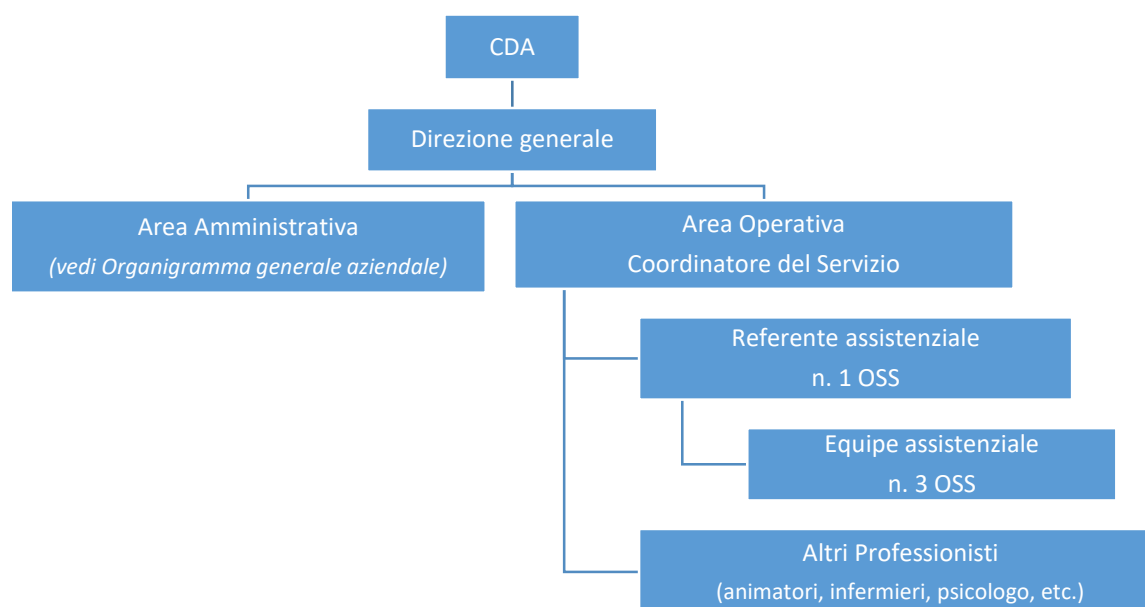 CDA
Direzione generale
Area Amministrativa
(vedi Organigramma generale aziendale)
Area Operativa
Coordinatore del Servizio
Referente assistenziale
n. 1 OSS
Equipe assistenziale
n. 3 OSS
Altri Professionisti
(animatori, infermieri, psicologo, etc.)